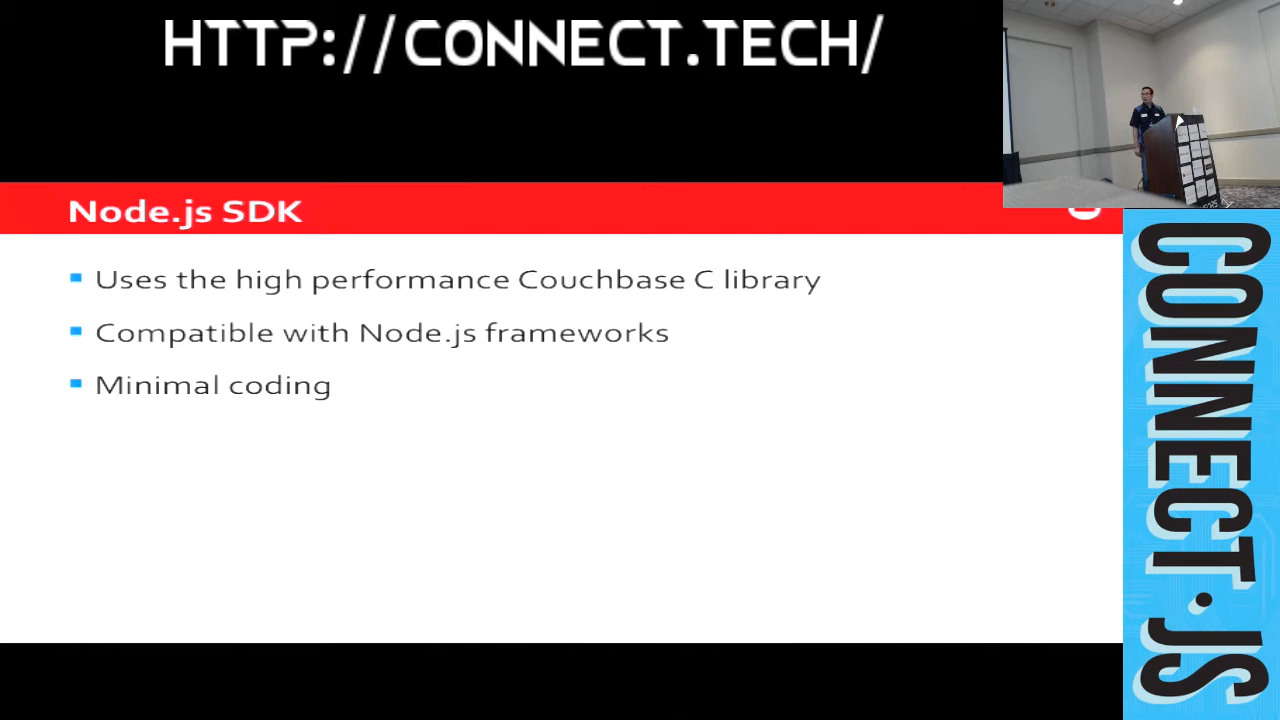 HTTP://CONNECT.TECH/
Node.js SDK
Uses the high performance Couchbase C library
Compatible with Node.js frameworks
Minimal coding
CONNECT.JS